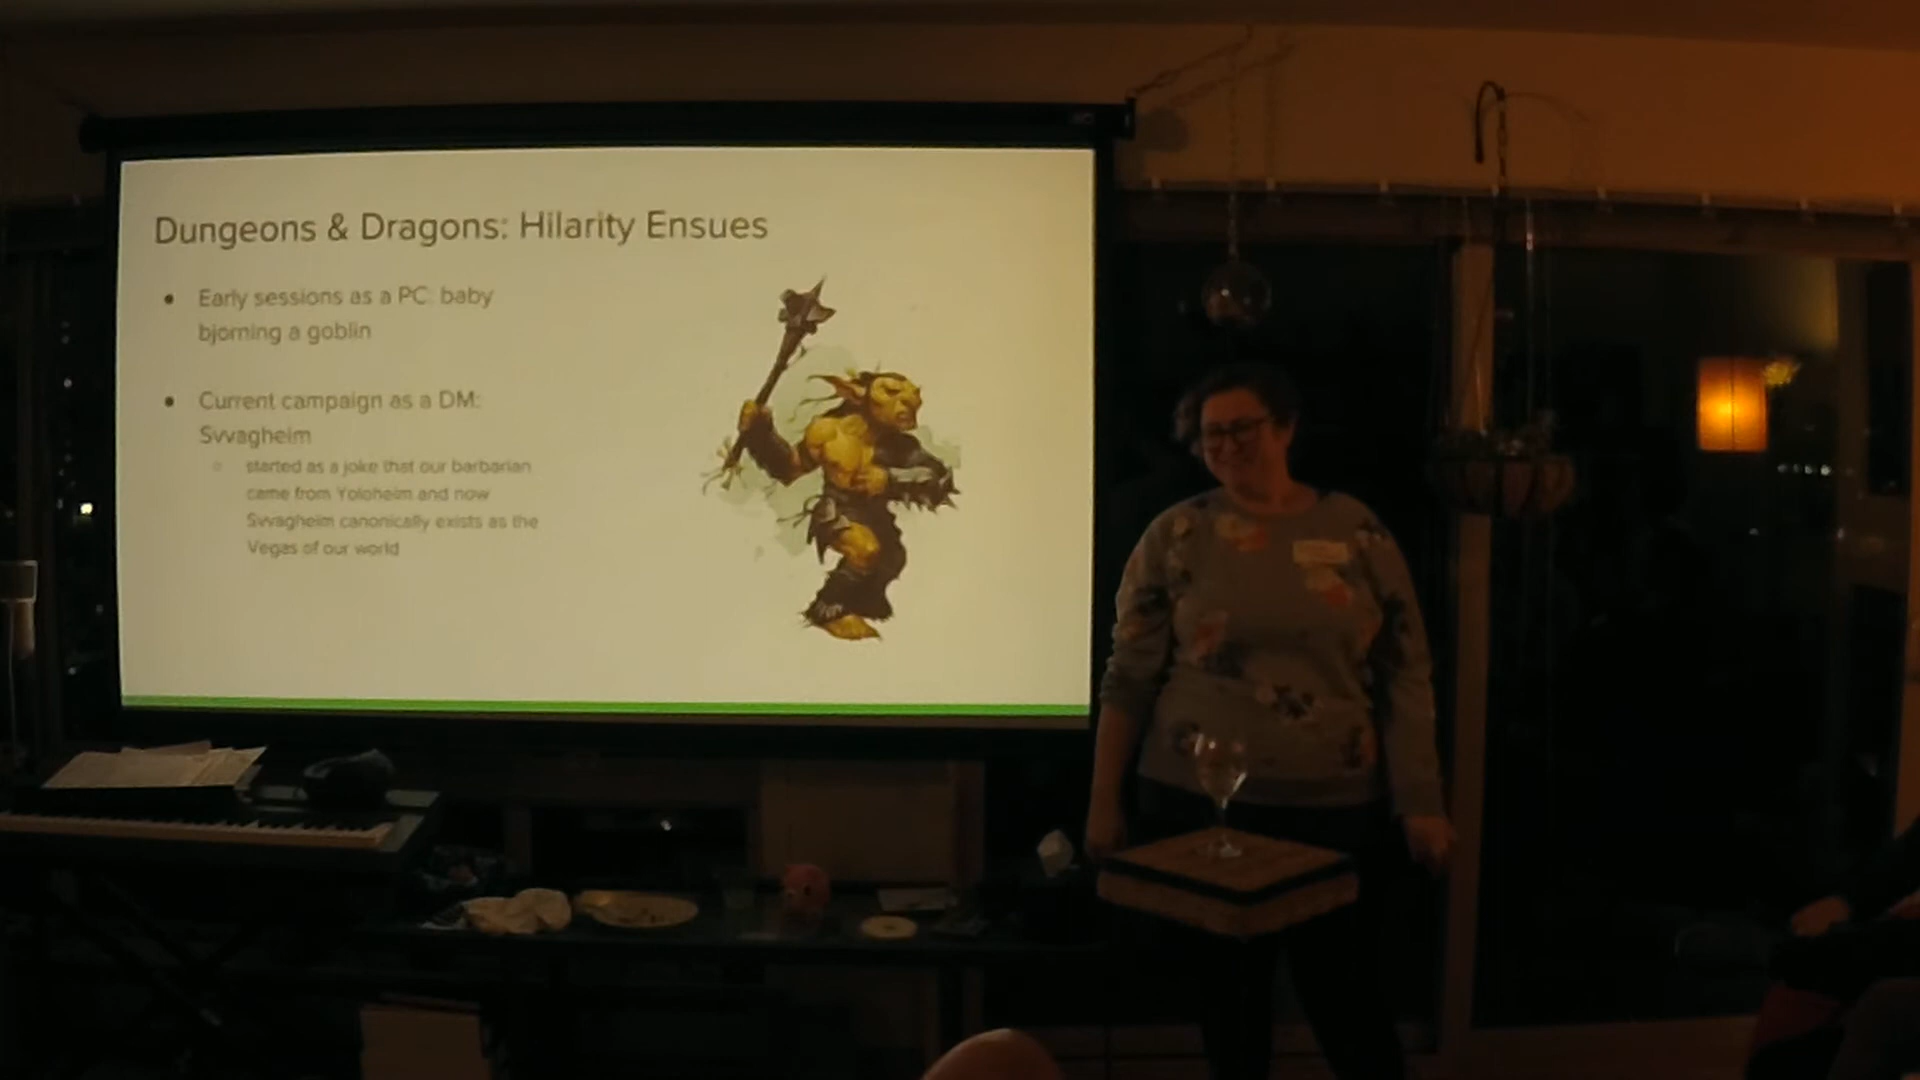 Dungeons & Dragons: Hilarity Ensues
Early sessions as a PC: baby
bjorning a goblin
Current campaign as a DM:
Svvagheim
started as a joke that our barbarian
came from Yoloheim and now
Svvagheim canonically exists as the
Vegas of our world